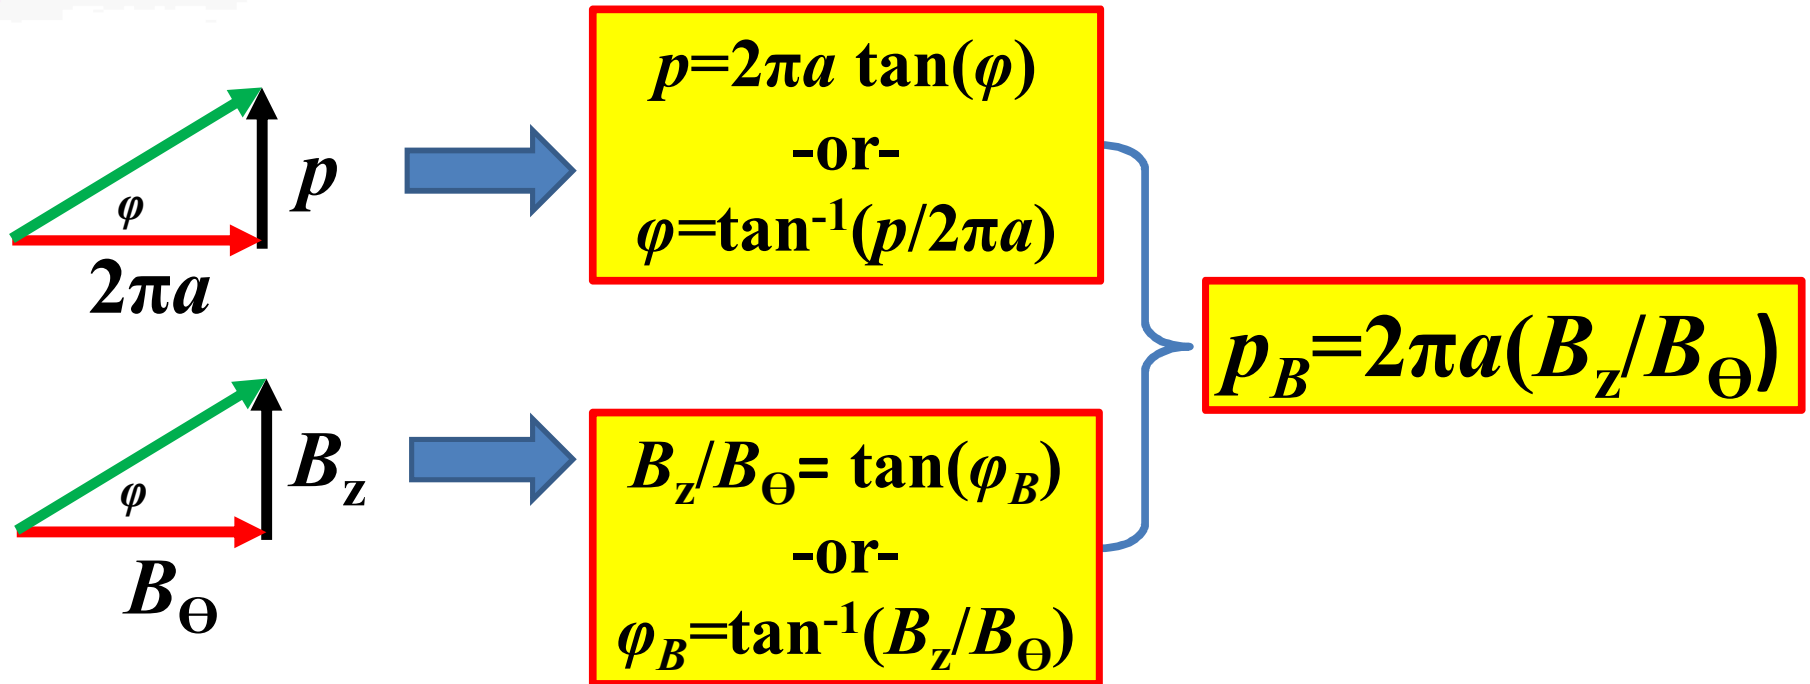 p
φ
2πa
p=2πa tan(φ)
-or-
φ=tan⁻¹(p/2πa)
B_z
φ
B_Θ
B_z/B_Θ= tan(φ_B)
-or-
φ_B=tan⁻¹(B_z/B_Θ)
p_B=2πa(B_z/B_Θ)